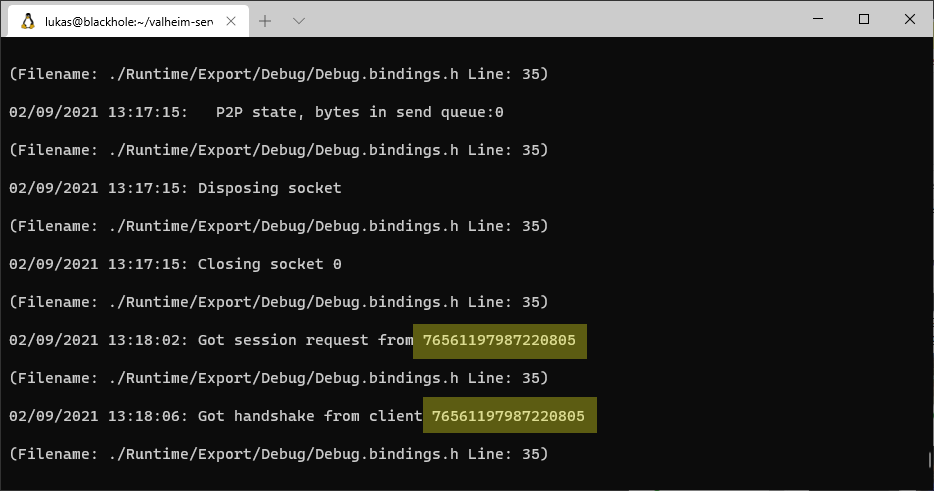 lukas@blackhole:~/valheim-ser
(Filename: ./Runtime/Export/Debug/Debug.bindings.h Line: 35)
02/09/2021 13:17:15:   P2P state, bytes in send queue:0
(Filename: ./Runtime/Export/Debug/Debug.bindings.h Line: 35)
02/09/2021 13:17:15: Disposing socket
(Filename: ./Runtime/Export/Debug/Debug.bindings.h Line: 35)
02/09/2021 13:17:15: Closing socket 0
(Filename: ./Runtime/Export/Debug/Debug.bindings.h Line: 35)
02/09/2021 13:18:02: Got session request from 76561197987220805
(Filename: ./Runtime/Export/Debug/Debug.bindings.h Line: 35)
02/09/2021 13:18:06: Got handshake from client 76561197987220805
(Filename: ./Runtime/Export/Debug/Debug.bindings.h Line: 35)